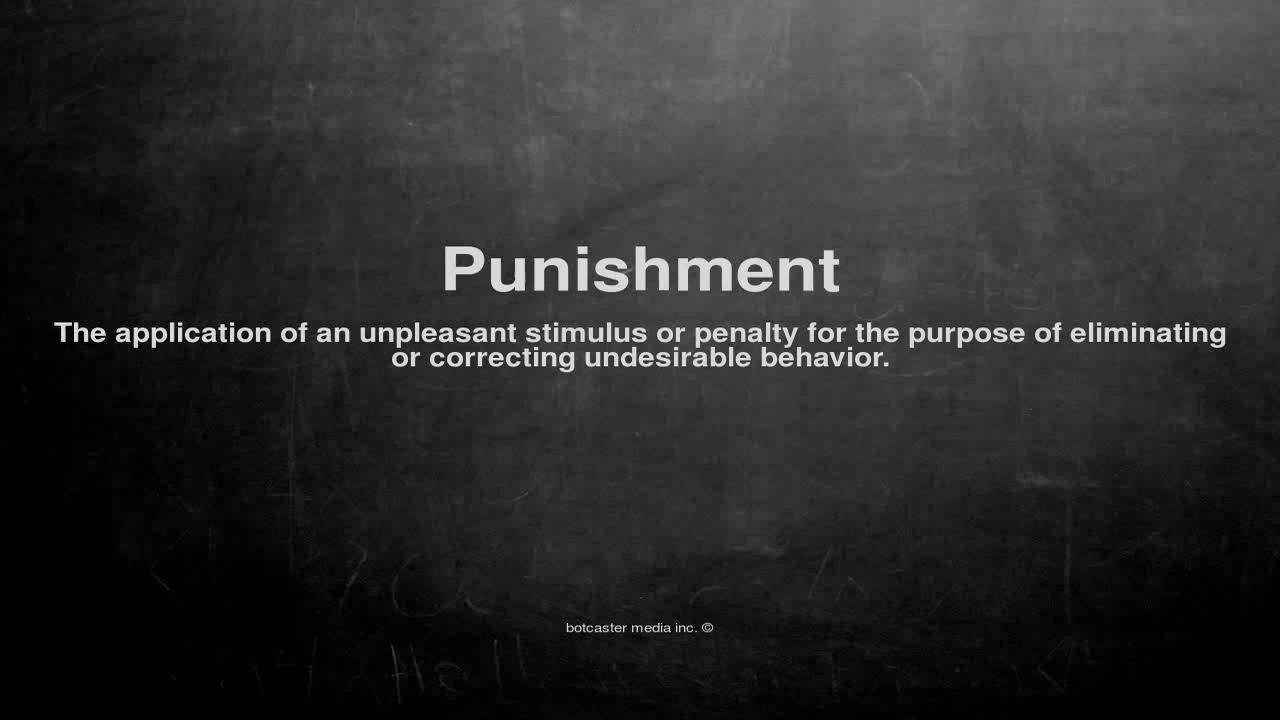 Punishment
The application of an unpleasant stimulus or penalty for the purpose of eliminating
or correcting undesirable behavior.
botcaster media inc. ©